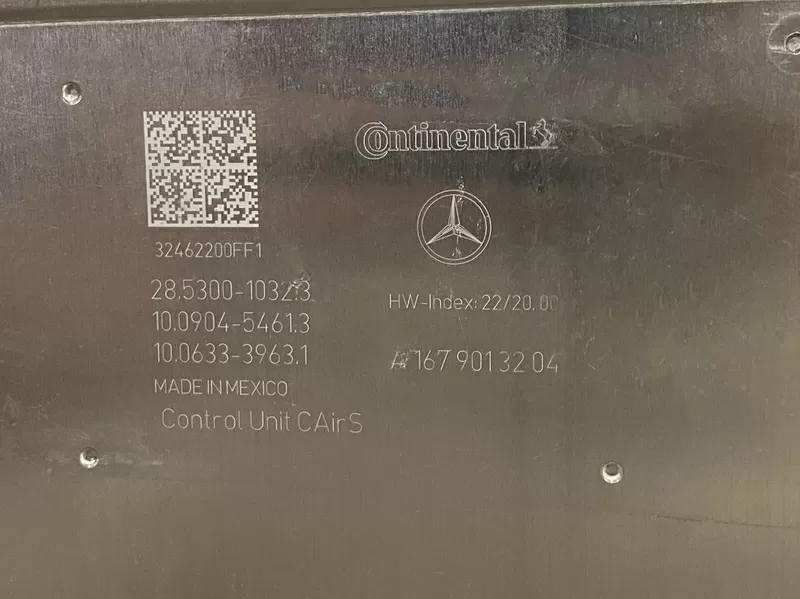 Continental
32462200FF1
28.5300-1032.3
10.0904-5461.3
10.0633-3963.1
MADE IN MEXICO
Control Unit CAirS
HW-Index: 22/20.00
A 167 901 32 04